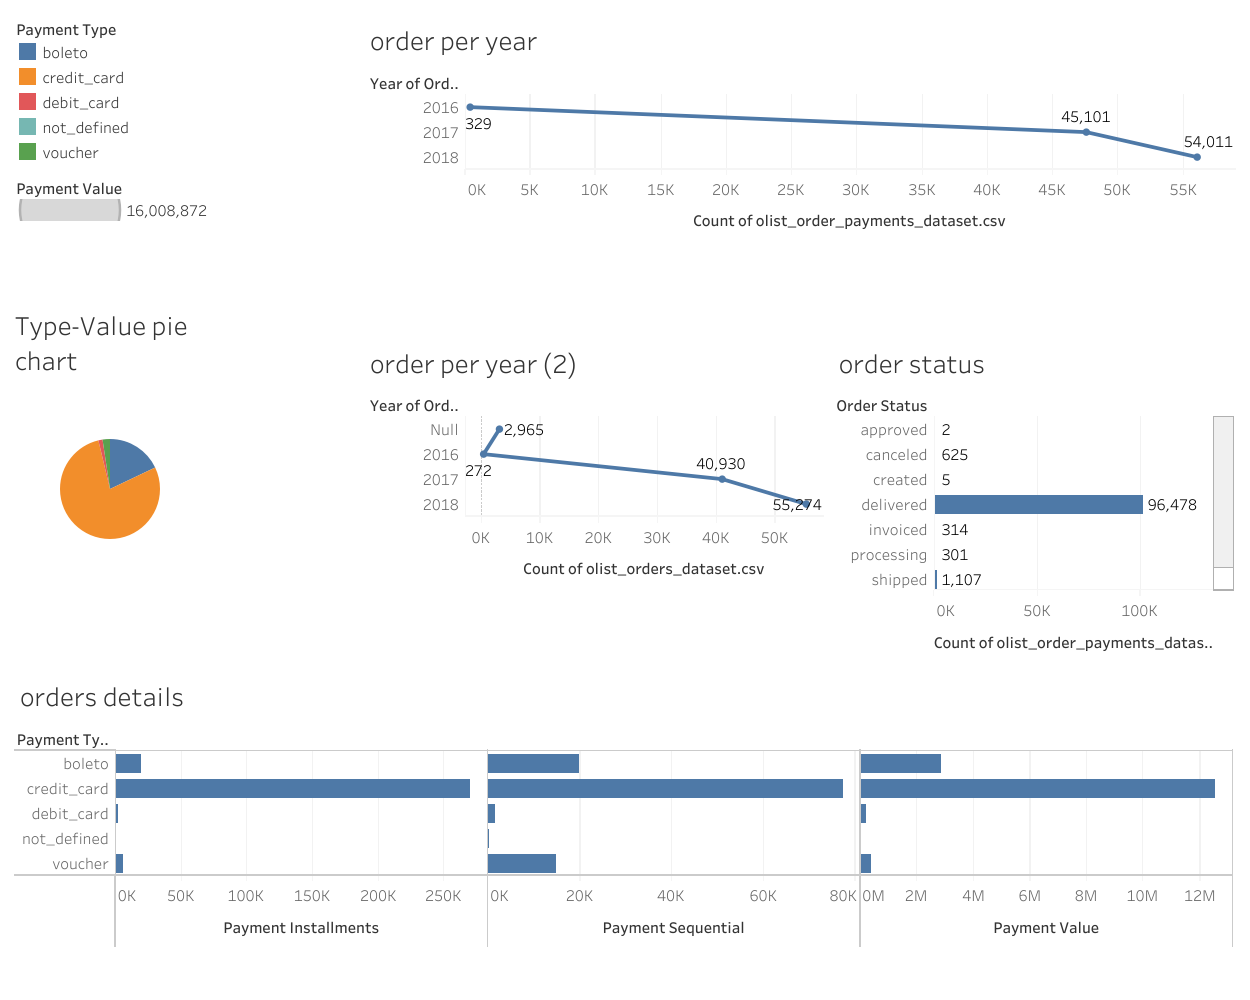 Payment Type
boleto
credit_card
debit_card
not_defined
voucher
Payment Value
16,008,872
order per year
Year of Ord..
2016
2017
2018
329
45,101
54,011
0K 5K 10K 15K 20K 25K 30K 35K 40K 45K 50K 55K
Count of olist_order_payments_dataset.csv
Type-Value pie
chart
order per year (2)
Year of Ord..
Null
2016
2017
2018
2,965
272
40,930
55,274
0K 10K 20K 30K 40K 50K
Count of olist_orders_dataset.csv
order status
Order Status
approved 2
canceled 625
created 5
delivered 96,478
invoiced 314
processing 301
shipped 1,107
0K 50K 100K
Count of olist_order_payments_datas..
orders details
Payment Ty..
boleto
credit_card
debit_card
not_defined
voucher
0K 50K 100K 150K 200K 250K
Payment Installments
0K 20K 40K 60K 80K
Payment Sequential
0M 2M 4M 6M 8M 10M 12M
Payment Value